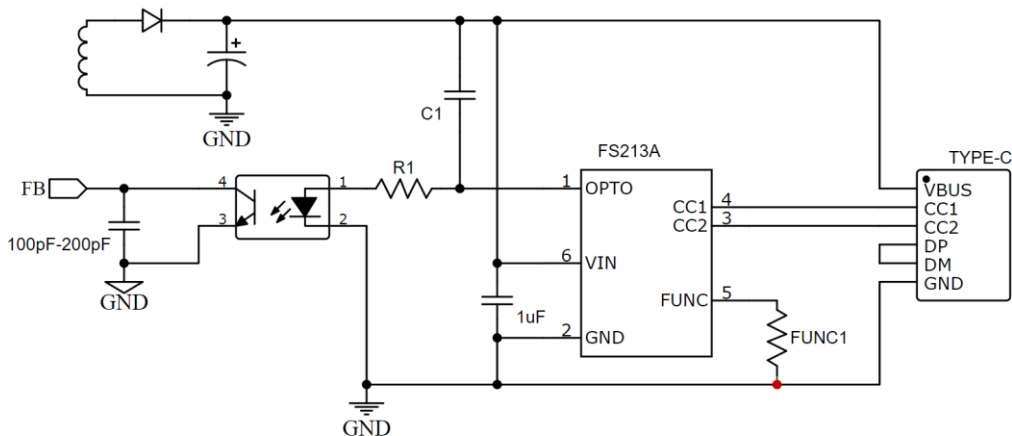 GND
C1
FS213A
TYPE-C
R1
FB
4
1
1
OPTO
VBUS
CC1
4
CC1
3
2
CC2
3
CC2
100pF-200pF
DP
6
VIN
DM
GND
FUNC
5
GND
1uF
2
GND
FUNC1
GND